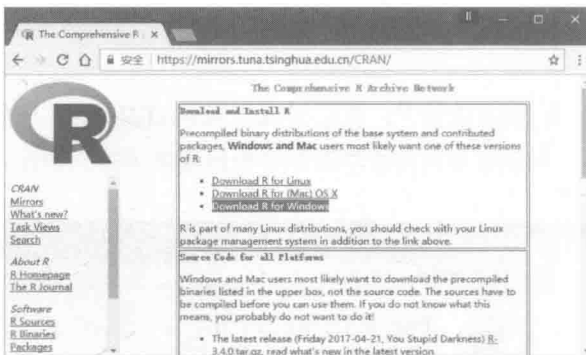 The Comprehensive R
安全 https://mirrors.tuna.tsinghua.edu.cn/CRAN/
R
CRAN
Mirrors
What's new?
Task Views
Search
About R
R Homepage
The R Journal
Software
R Sources
R Binaries
Packages
The Comprehensive R Archive Network
Download and Install R
Precompiled binary distributions of the base system and contributed
packages, Windows and Mac users most likely want one of these versions
of R:
• Download R for Linux
• Download R for (Mac) OS X
• Download R for Windows
R is part of many Linux distributions, you should check with your Linux
package management system in addition to the link above.
Source Code for all Platforms
Windows and Mac users most likely want to download the precompiled
binaries listed in the upper box, not the source code. The sources have to
be compiled before you can use them. If you do not know what this
means, you probably do not want to do it!
• The latest release (Friday 2017-04-21, You Stupid Darkness) R-
3.4.0.tar.gz, read what's new in the latest version.